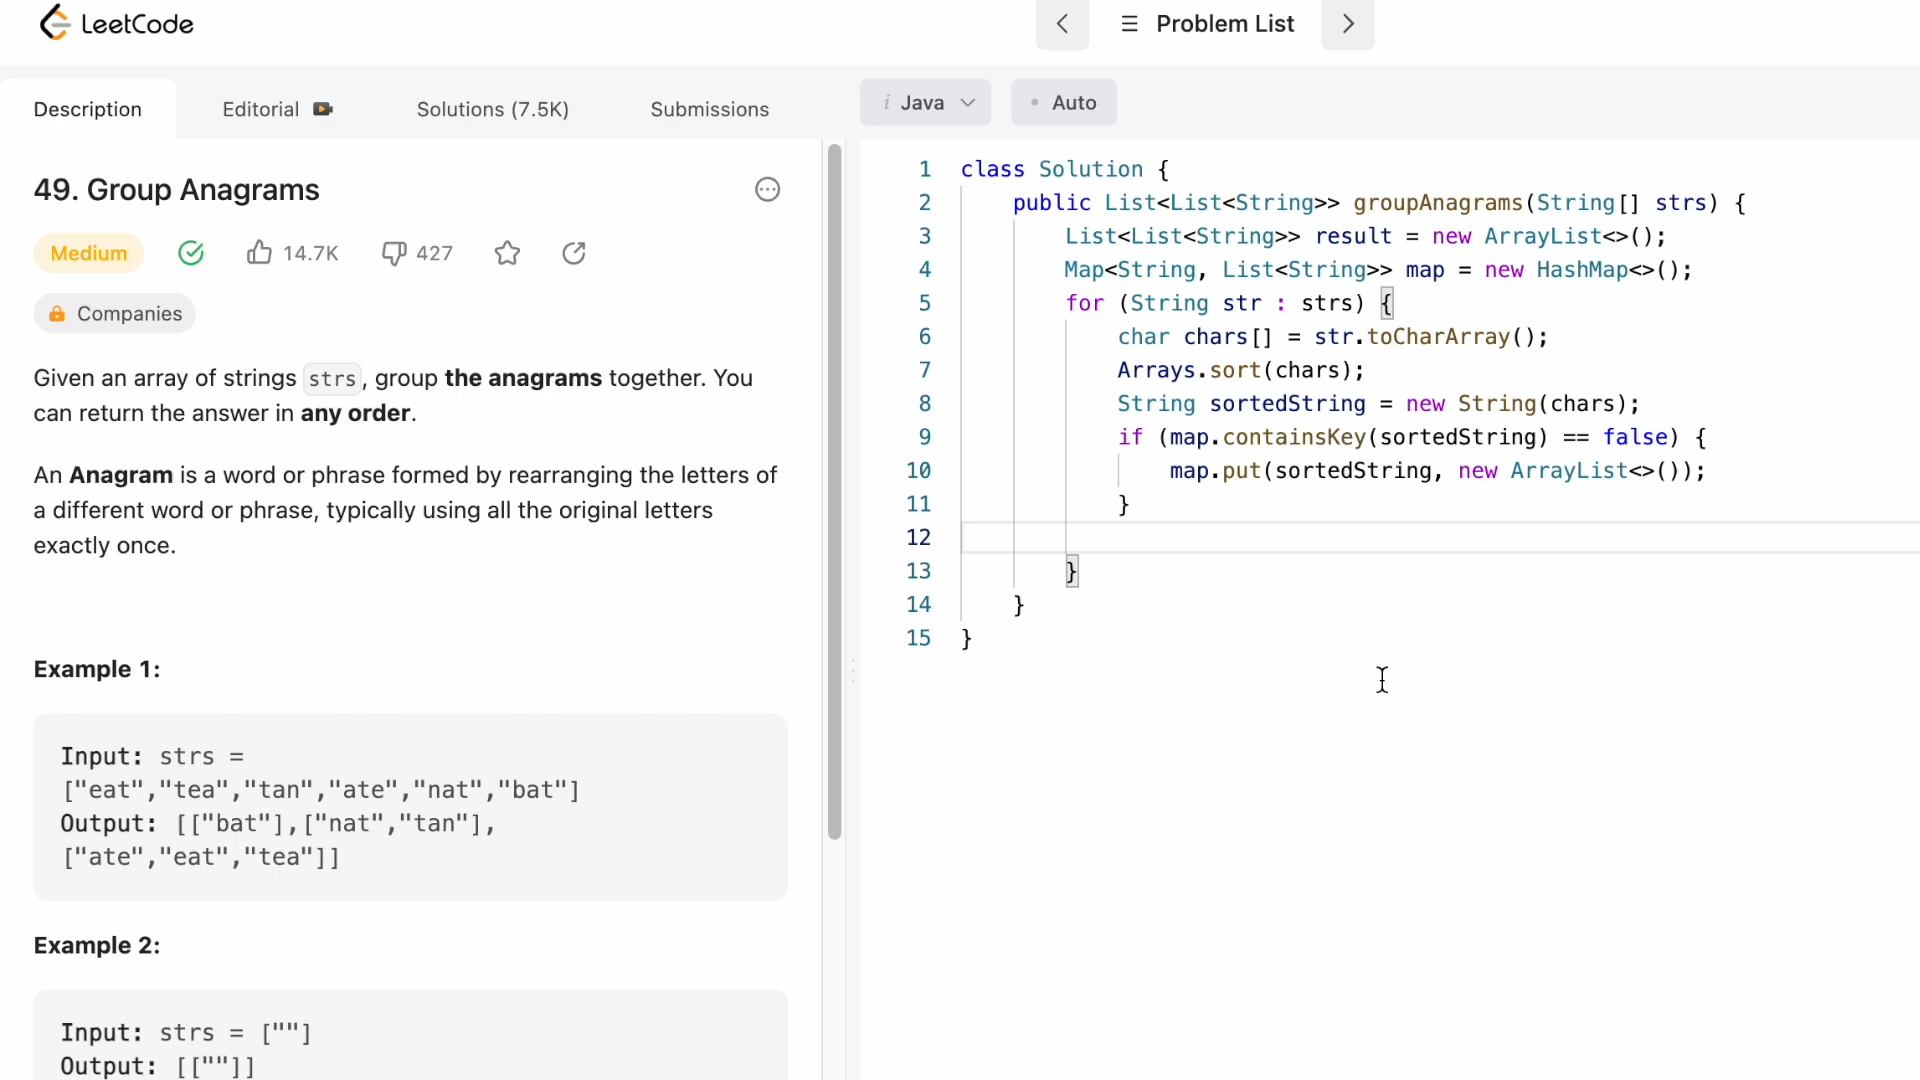 LeetCode
Problem List
Description
Editorial
Solutions (7.5K)
Submissions
i Java
• Auto
49. Group Anagrams
Medium
14.7K
427
Companies
Given an array of strings strs, group the anagrams together. You
can return the answer in any order.
An Anagram is a word or phrase formed by rearranging the letters of
a different word or phrase, typically using all the original letters
exactly once.
Example 1:
Input: strs =
["eat","tea","tan","ate","nat","bat"]
Output: [["bat"],["nat","tan"],
["ate","eat","tea"]]
Example 2:
Input: strs = [""]
Output: [[""]]
1 class Solution {
2 public List<List<String>> groupAnagrams(String[] strs) {
3 List<List<String>> result = new ArrayList<>();
4 Map<String, List<String>> map = new HashMap<>();
5 for (String str : strs) {
6 char chars[] = str.toCharArray();
7 Arrays.sort(chars);
8 String sortedString = new String(chars);
9 if (map.containsKey(sortedString) == false) {
10 map.put(sortedString, new ArrayList<>());
11 }
12
13 }
14 }
15 }